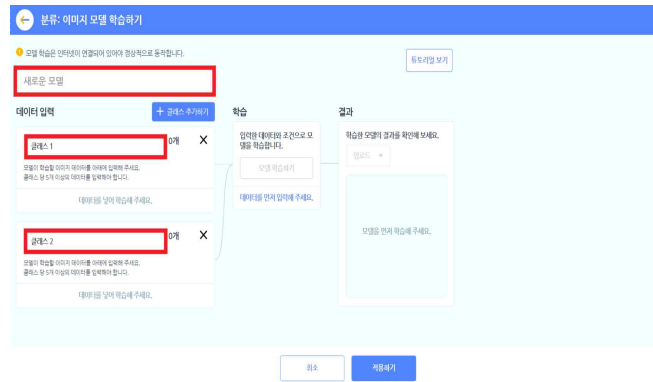 분류: 이미지 모델 학습하기
모델 학습은 인터넷이 연결되어 있어야 정상적으로 동작합니다.
튜토리얼 보기
새로운 모델
데이터 입력
+ 클래스 추가하기
클래스 1
0개
모델이 학습할 이미지 데이터를 아래에 입력해 주세요.
클래스 당 5개 이상의 데이터를 입력해야 합니다.
데이터를 넣어 학습해 주세요.
클래스 2
0개
모델이 학습할 이미지 데이터를 아래에 입력해 주세요.
클래스 당 5개 이상의 데이터를 입력해야 합니다.
데이터를 넣어 학습해 주세요.
학습
입력한 데이터와 조건으로 모
델을 학습합니다.
모델 학습하기
데이터를 먼저 입력해 주세요.
결과
학습한 모델의 결과를 확인해 보세요.
업로드
모델을 먼저 학습해 주세요.
취소
적용하기